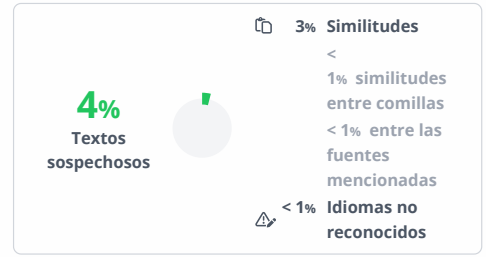 4%
Textos
sospechosos
3% Similitudes
<
1% similitudes
entre comillas
< 1% entre las
fuentes
mencionadas
< 1% Idiomas no
reconocidos